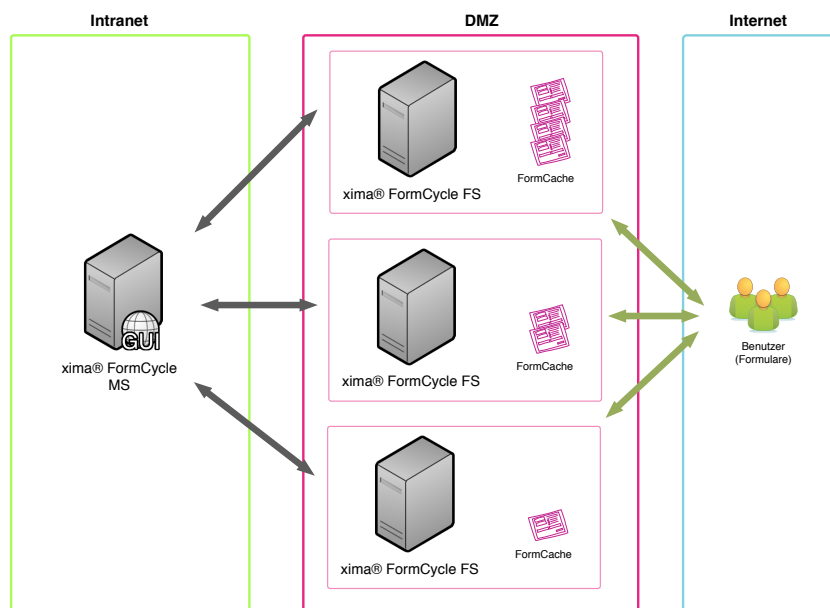 Intranet
DMZ
Internet
xima® FormCycle FS
FormCache
GUI
xima® FormCycle
MS
xima® FormCycle FS
FormCache
Benutzer
(Formulare)
xima® FormCycle FS
FormCache